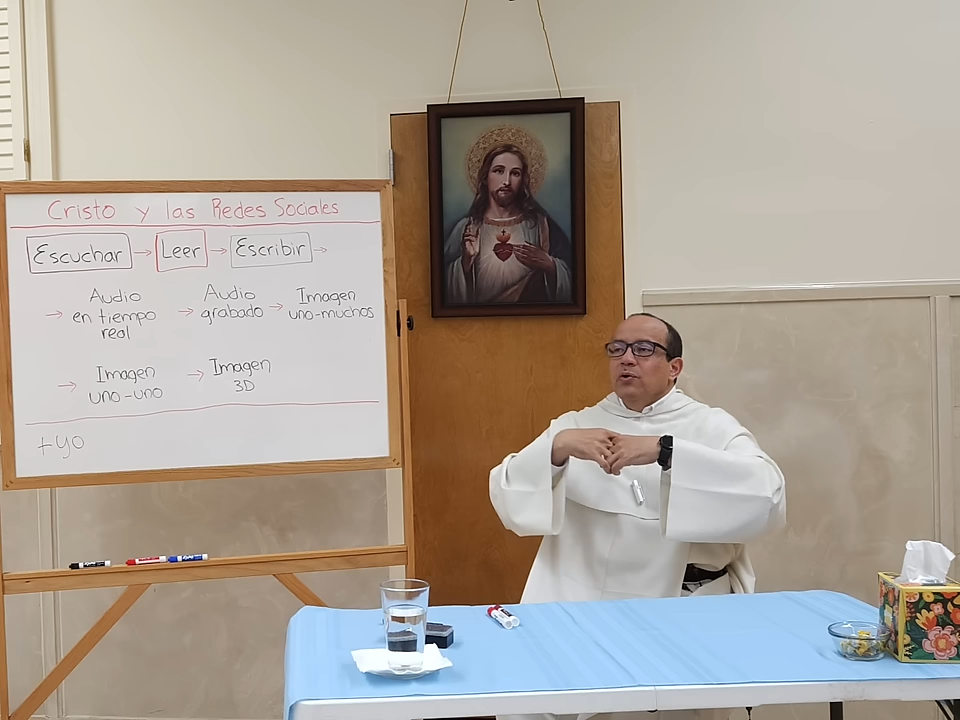 Cristo y las Redes Sociales
Escuchar → Leer → Escribir →
→ Audio en tiempo real → Audio grabado → Imagen uno-muchos
→ Imagen uno-uno → Imagen 3D
+yo